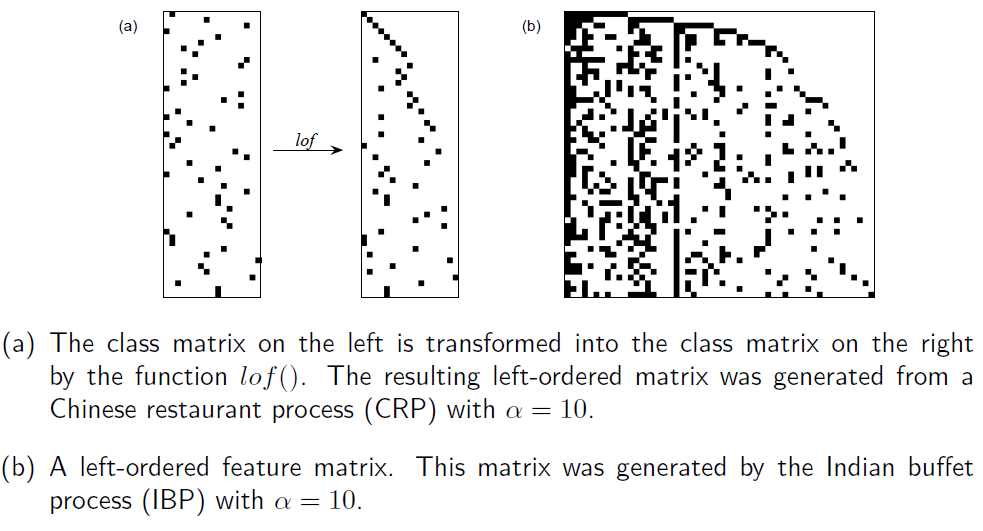 (a)
(b)
lof
(a) The class matrix on the left is transformed into the class matrix on the right
by the function lof(). The resulting left-ordered matrix was generated from a
Chinese restaurant process (CRP) with α = 10.
(b) A left-ordered feature matrix. This matrix was generated by the Indian buffet
process (IBP) with α = 10.